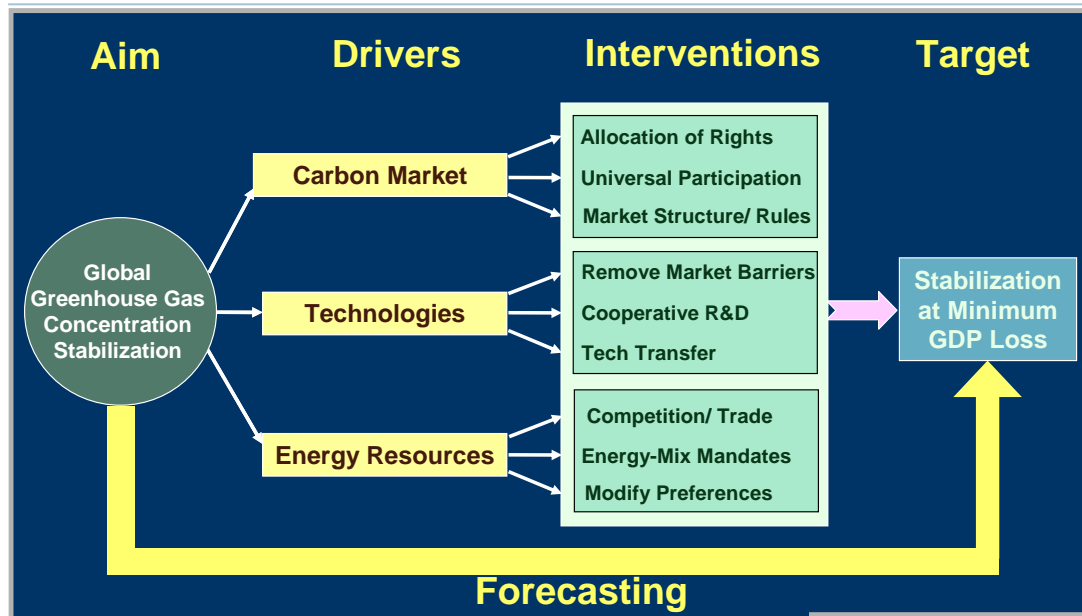 Aim
Drivers
Interventions
Target
Global
Greenhouse Gas
Concentration
Stabilization
Carbon Market
Technologies
Energy Resources
Allocation of Rights
Universal Participation
Market Structure/ Rules
Remove Market Barriers
Cooperative R&D
Tech Transfer
Competition/ Trade
Energy-Mix Mandates
Modify Preferences
Stabilization
at Minimum
GDP Loss
Forecasting